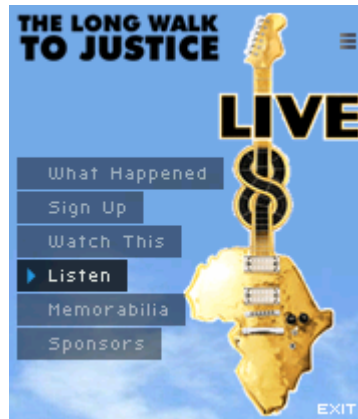 THE LONG WALK
TO JUSTICE
LIVE
8
What Happened
Sign Up
Watch This
Listen
Memorabilia
Sponsors
EXIT